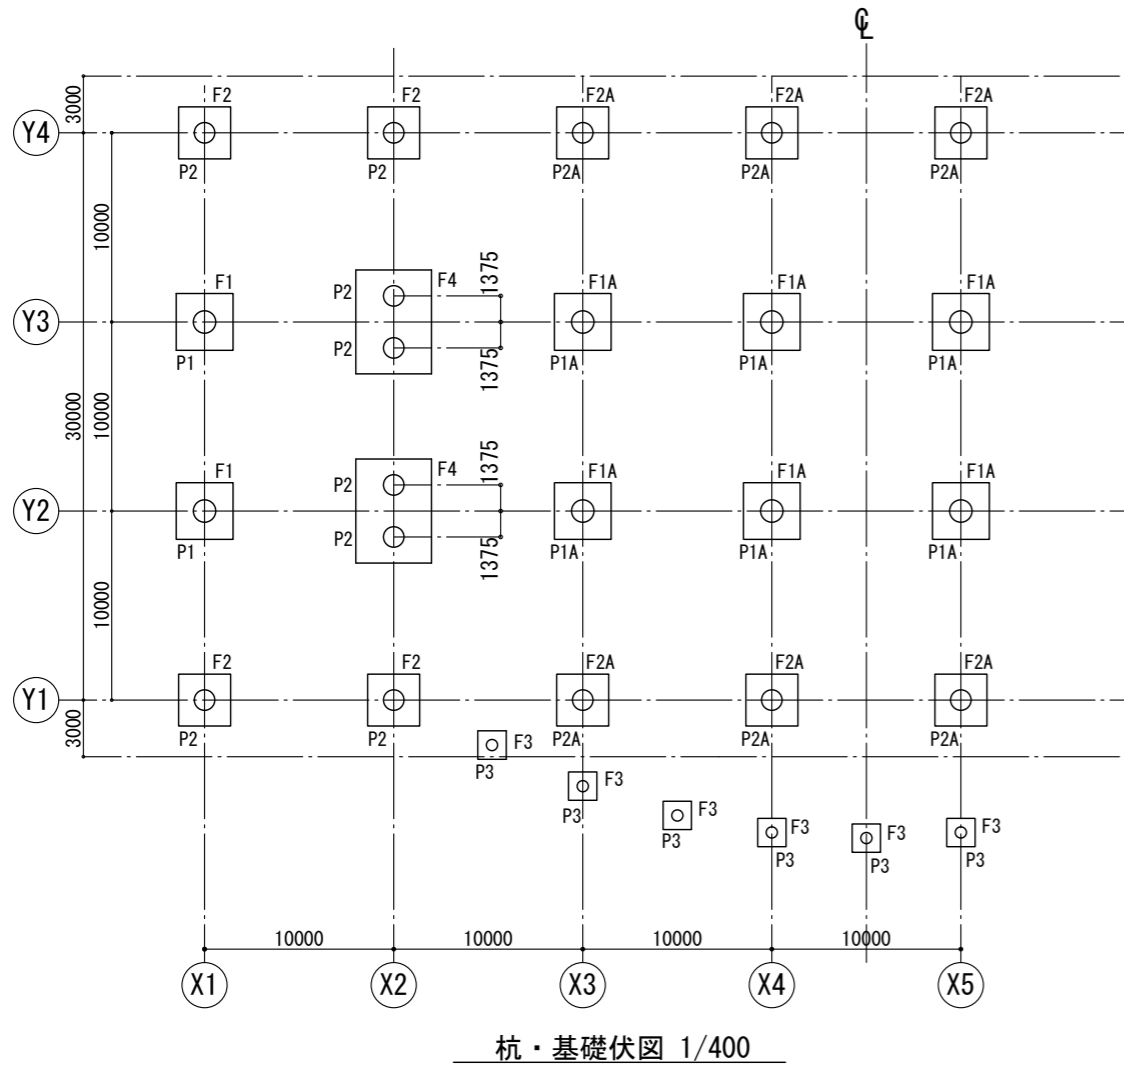 ℄
3000
F2
F2
F2A
F2A
F2A
Y4
P2
P2
P2A
P2A
P2A
10000
F1
F4
1375
F1A
F1A
F1A
P2
Y3
P2
1375
P1
P1A
P1A
P1A
30000
10000
F1
F4
1375
F1A
F1A
F1A
P2
Y2
P2
1375
P1
P1A
P1A
P1A
10000
F2
F2
F2A
F2A
F2A
Y1
3000
P2
P2
P2A
P2A
P2A
F3
P3
F3
P3
F3
P3
F3
P3
F3
P3
F3
P3
10000
10000
10000
10000
X1
X2
X3
X4
X5
杭・基礎伏図 1/400